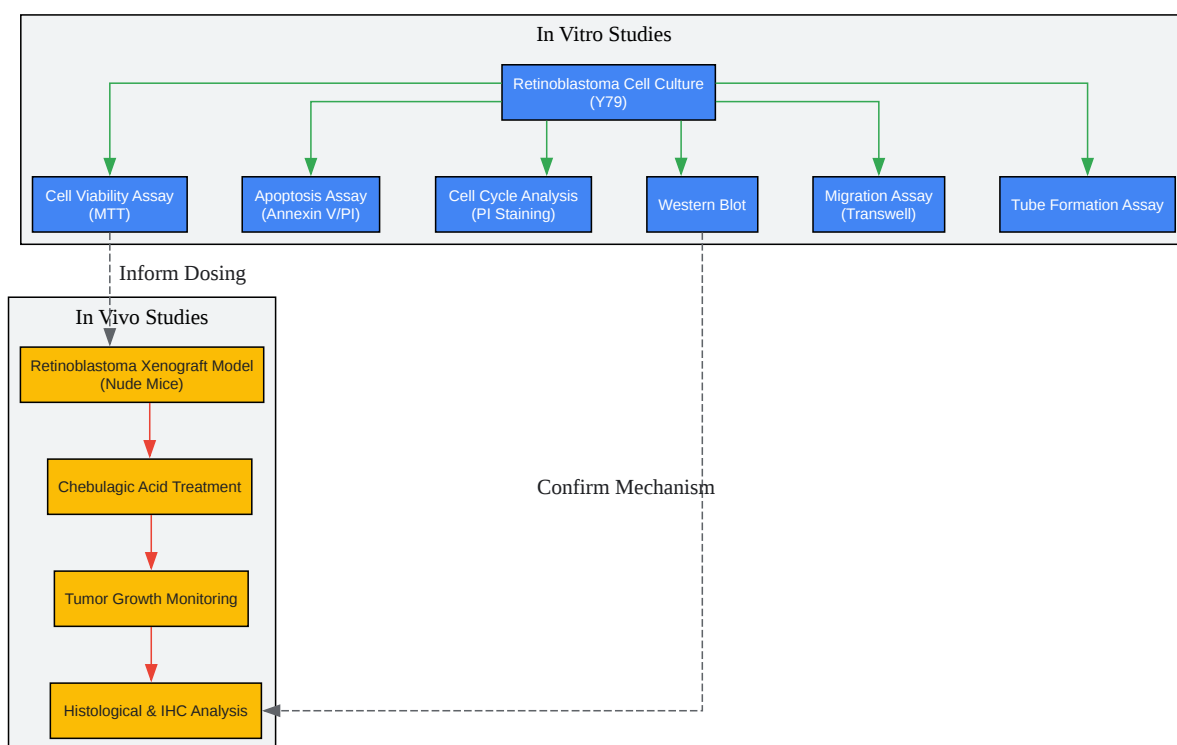 In Vitro Studies
Retinoblastoma Cell Culture
(Y79)
Cell Viability Assay
(MTT)
Apoptosis Assay
(Annexin V/PI)
Cell Cycle Analysis
(PI Staining)
Western Blot
Migration Assay
(Transwell)
Tube Formation Assay
Inform Dosing
In Vivo Studies
Retinoblastoma Xenograft Model
(Nude Mice)
Chebulagic Acid Treatment
Confirm Mechanism
Tumor Growth Monitoring
Histological & IHC Analysis